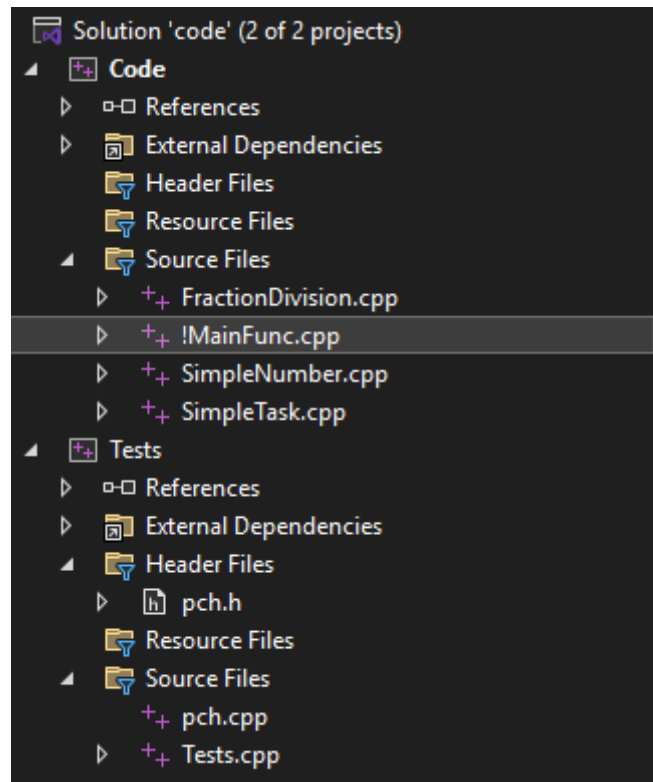 Solution 'code' (2 of 2 projects)
Code
References
External Dependencies
Header Files
Resource Files
Source Files
FractionDivision.cpp
!MainFunc.cpp
SimpleNumber.cpp
SimpleTask.cpp
Tests
References
External Dependencies
Header Files
pch.h
Resource Files
Source Files
pch.cpp
Tests.cpp